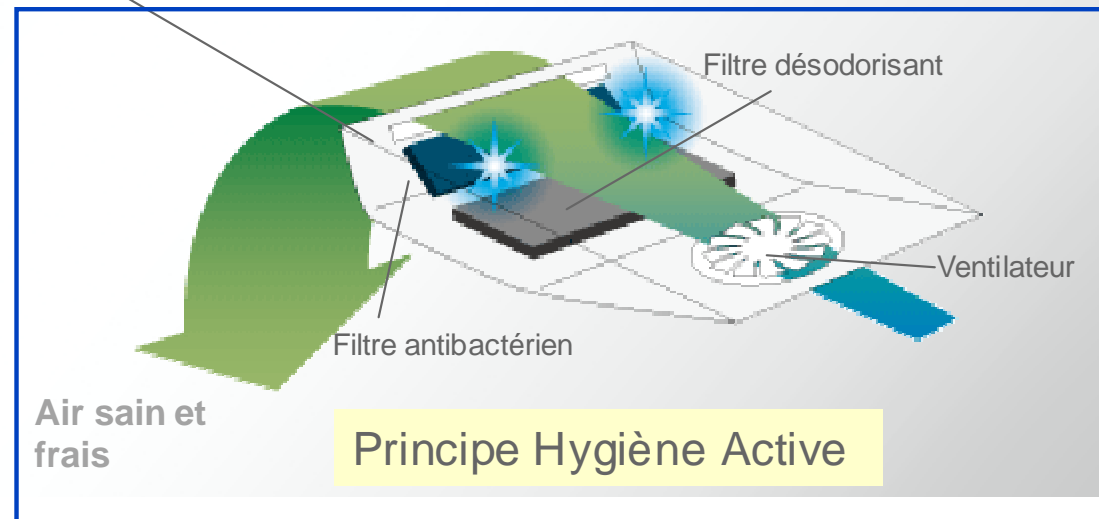 Filtre désodorisant
Ventilateur
Filtre antibactérien
Air sain et
frais
Principe Hygiène Active